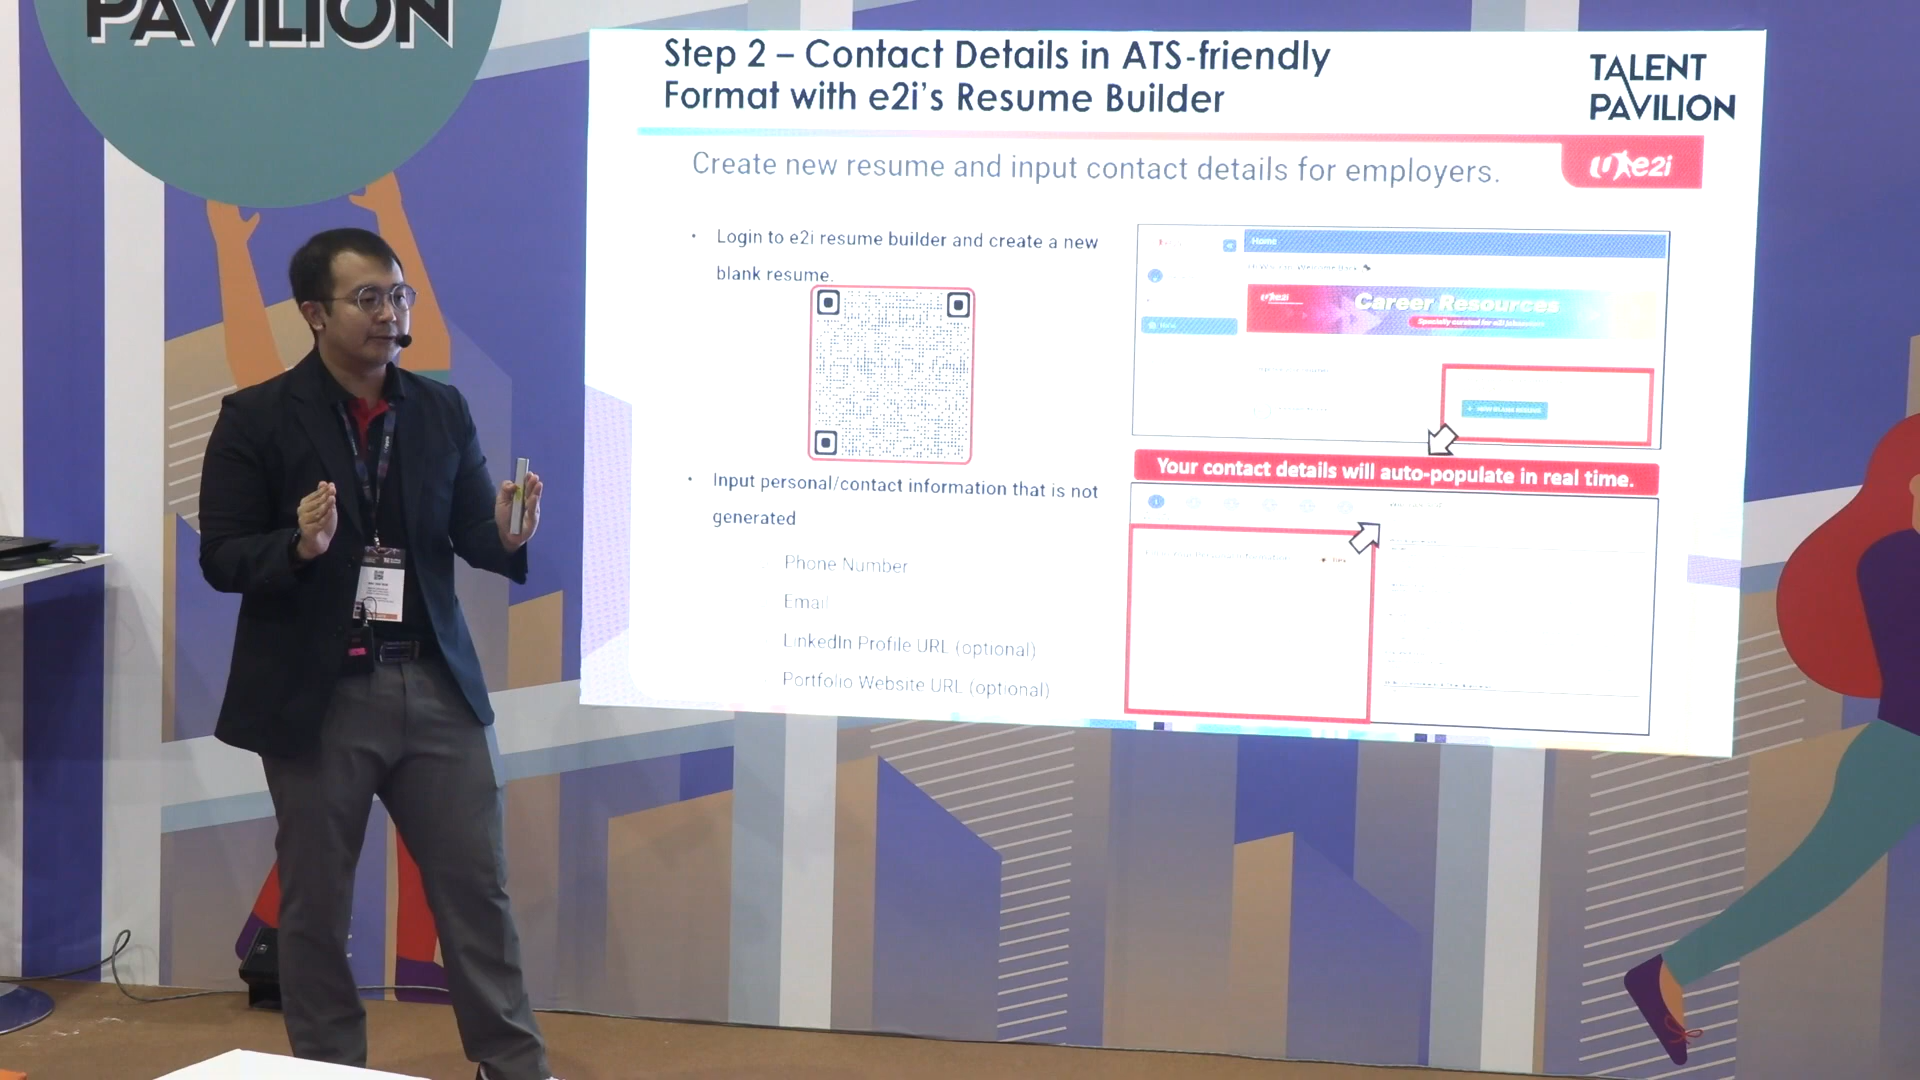 PAVILION
Step 2 – Contact Details in ATS-friendly
Format with e2i's Resume Builder
TALENT
PAVILION
Create new resume and input contact details for employers.
e2i
• Login to e2i resume builder and create a new
blank resume.
• Input personal/contact information that is not
generated
Phone Number
Email
LinkedIn Profile URL (optional)
Portfolio Website URL (optional)
Home
Career Resources
Your contact details will auto-populate in real time.